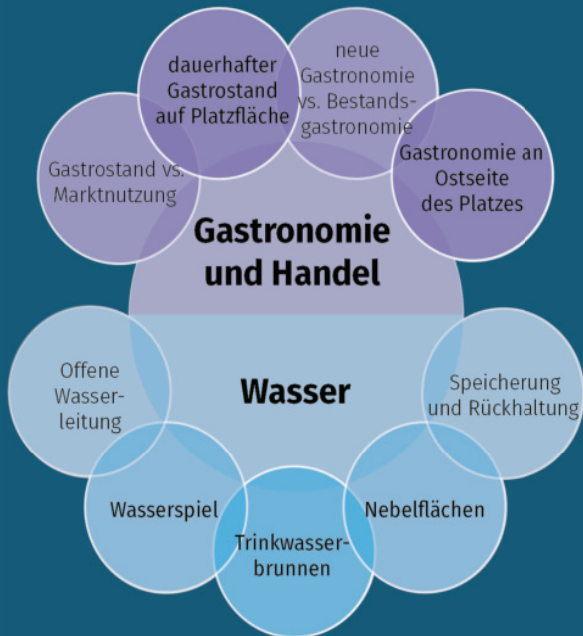 dauerhafter
Gastrostand
auf Platzfläche
neue
Gastronomie
vs. Bestands-
gastronomie
Gastrostand vs.
Marktnutzung
Gastronomie an
Ostseite
des Platzes
Gastronomie
und Handel
Wasser
Offene
Wasser-
leitung
Speicherung
und Rückhaltung
Wasserspiel
Nebelflächen
Trinkwasser-
brunnen